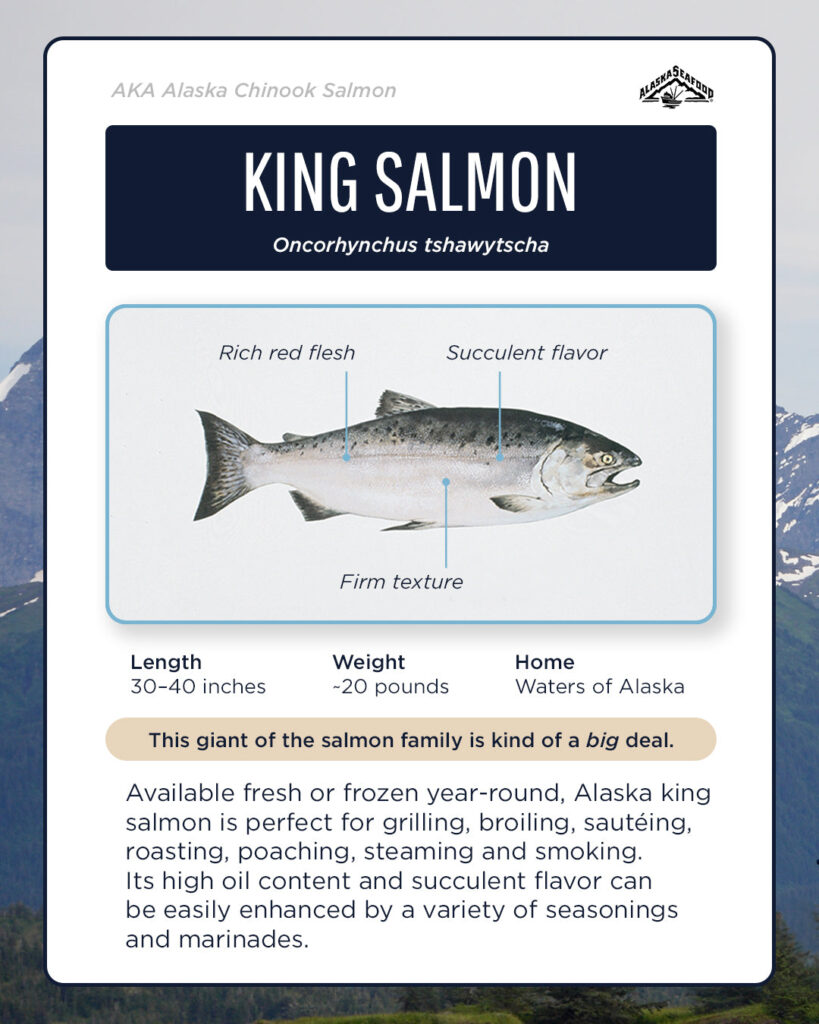 AKA Alaska Chinook Salmon
ALASKA SEAFOOD
KING SALMON
Oncorhynchus tshawytscha
Rich red flesh
Succulent flavor
Firm texture
Length
30–40 inches
Weight
~20 pounds
Home
Waters of Alaska
This giant of the salmon family is kind of a big deal.
Available fresh or frozen year-round, Alaska king
salmon is perfect for grilling, broiling, sautéing,
roasting, poaching, steaming and smoking.
Its high oil content and succulent flavor can
be easily enhanced by a variety of seasonings
and marinades.